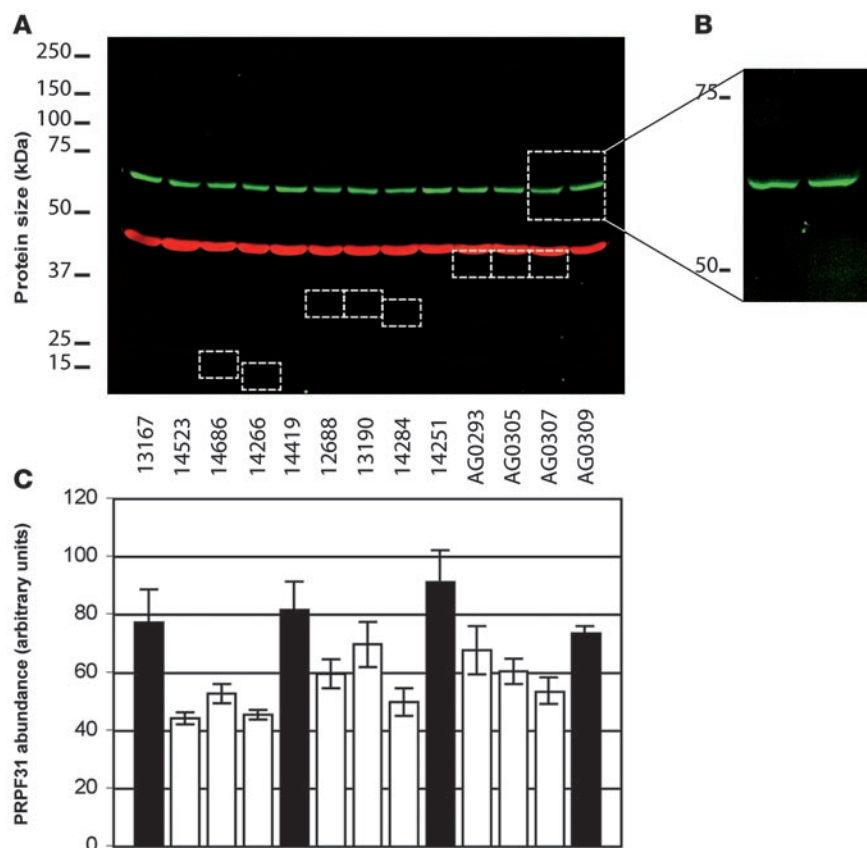 A
B
Protein size (kDa)
250
150
100
75
50
37
25
15
75
50
13167
14523
14686
14266
14419
12688
13190
14284
14251
AG0293
AG0305
AG0307
AG0309
C
PRPF31 abundance (arbitrary units)
120
100
80
60
40
20
0